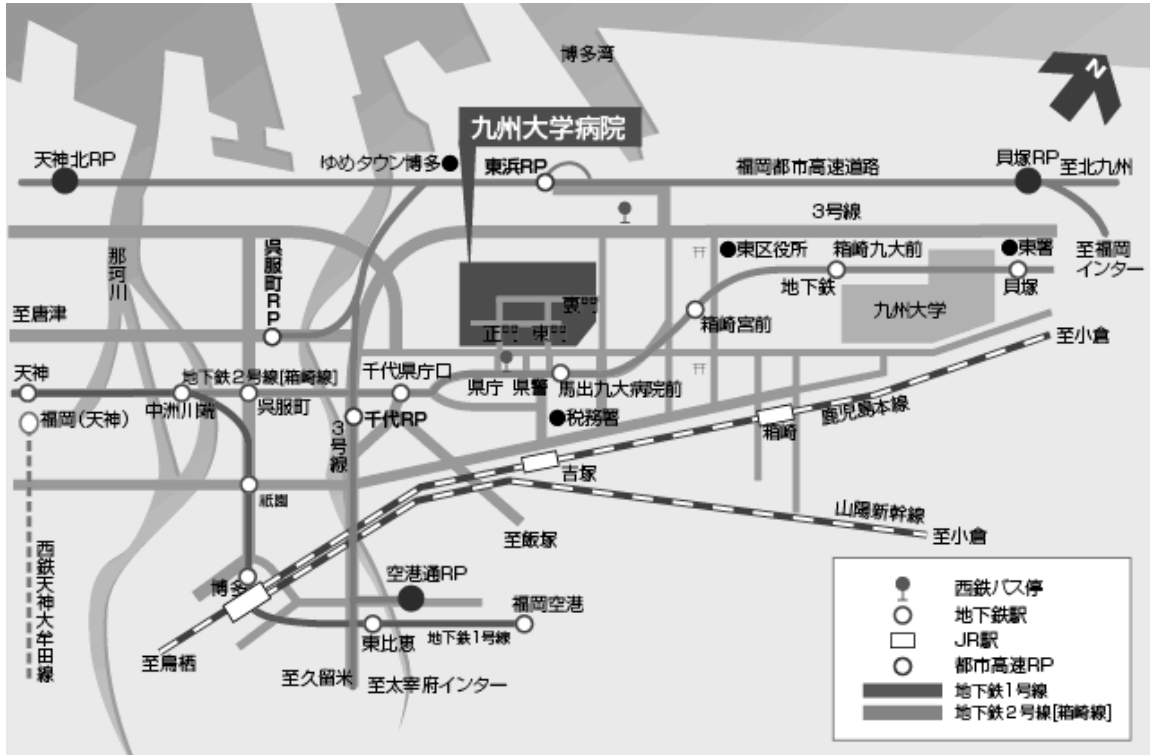 博多湾
N
九州大学病院
天神北RP
ゆめタウン博多
東浜RP
福岡都市高速道路
貝塚RP
至北九州
3号線
那珂川
呉服町RP
東区役所
箱崎九大前
東署
至福岡
インター
地下鉄
貝塚
至唐津
裏門
正門
東門
箱崎宮前
九州大学
至小倉
天神
地下鉄2号線[箱崎線]
千代県庁口
県庁
県警
馬出九大病院前
中洲川端
呉服町
福岡(天神)
千代RP
税務署
3号線
箱崎
鹿児島本線
吉塚
祇園
山陽新幹線
至飯塚
至小倉
西鉄天神大牟田線
博多
空港通RP
福岡空港
東比恵
地下鉄1号線
至鳥栖
至久留米
至太宰府インター
西鉄バス停
地下鉄駅
JR駅
都市高速RP
地下鉄1号線
地下鉄2号線[箱崎線]